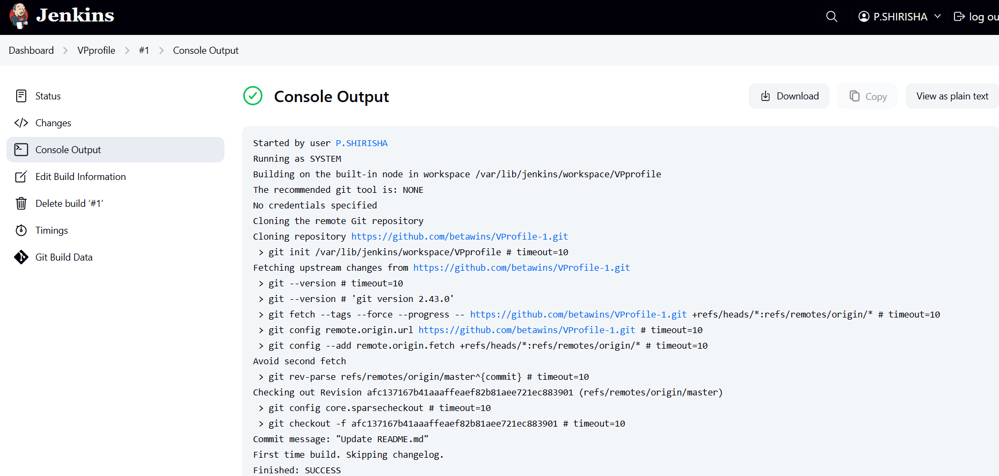 Jenkins
P.SHIRISHA
log ou
Dashboard
VPprofile
#1
Console Output
Status
Changes
Console Output
Edit Build Information
Delete build ‘#1’
Timings
Git Build Data
Console Output
Download
Copy
View as plain text
Started by user P.SHIRISHA
Running as SYSTEM
Building on the built-in node in workspace /var/lib/jenkins/workspace/VPprofile
The recommended git tool is: NONE
No credentials specified
Cloning the remote Git repository
Cloning repository https://github.com/betawins/VProfile-1.git
> git init /var/lib/jenkins/workspace/VPprofile # timeout=10
Fetching upstream changes from https://github.com/betawins/VProfile-1.git
> git --version # timeout=10
> git --version # 'git version 2.43.0'
> git fetch --tags --force --progress -- https://github.com/betawins/VProfile-1.git +refs/heads/*:refs/remotes/origin/* # timeout=10
> git config remote.origin.url https://github.com/betawins/VProfile-1.git # timeout=10
> git config --add remote.origin.fetch +refs/heads/*:refs/remotes/origin/* # timeout=10
Avoid second fetch
> git rev-parse refs/remotes/origin/master^{commit} # timeout=10
Checking out Revision afc137167b41aaaffeaef82b81aee721ec883901 (refs/remotes/origin/master)
> git config core.sparsecheckout # timeout=10
> git checkout -f afc137167b41aaaffeaef82b81aee721ec883901 # timeout=10
Commit message: "Update README.md"
First time build. Skipping changelog.
Finished: SUCCESS